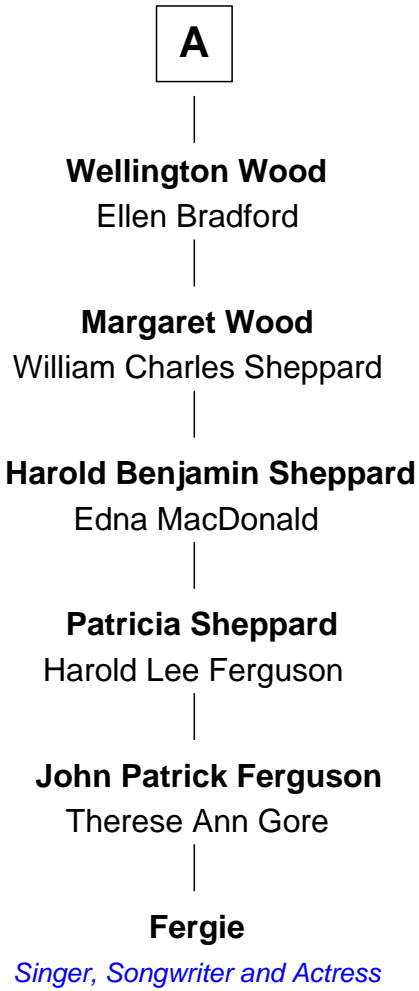 A
Wellington Wood
Ellen Bradford
Margaret Wood
William Charles Sheppard
Harold Benjamin Sheppard
Edna MacDonald
Patricia Sheppard
Harold Lee Ferguson
John Patrick Ferguson
Therese Ann Gore
Fergie
Singer, Songwriter and Actress